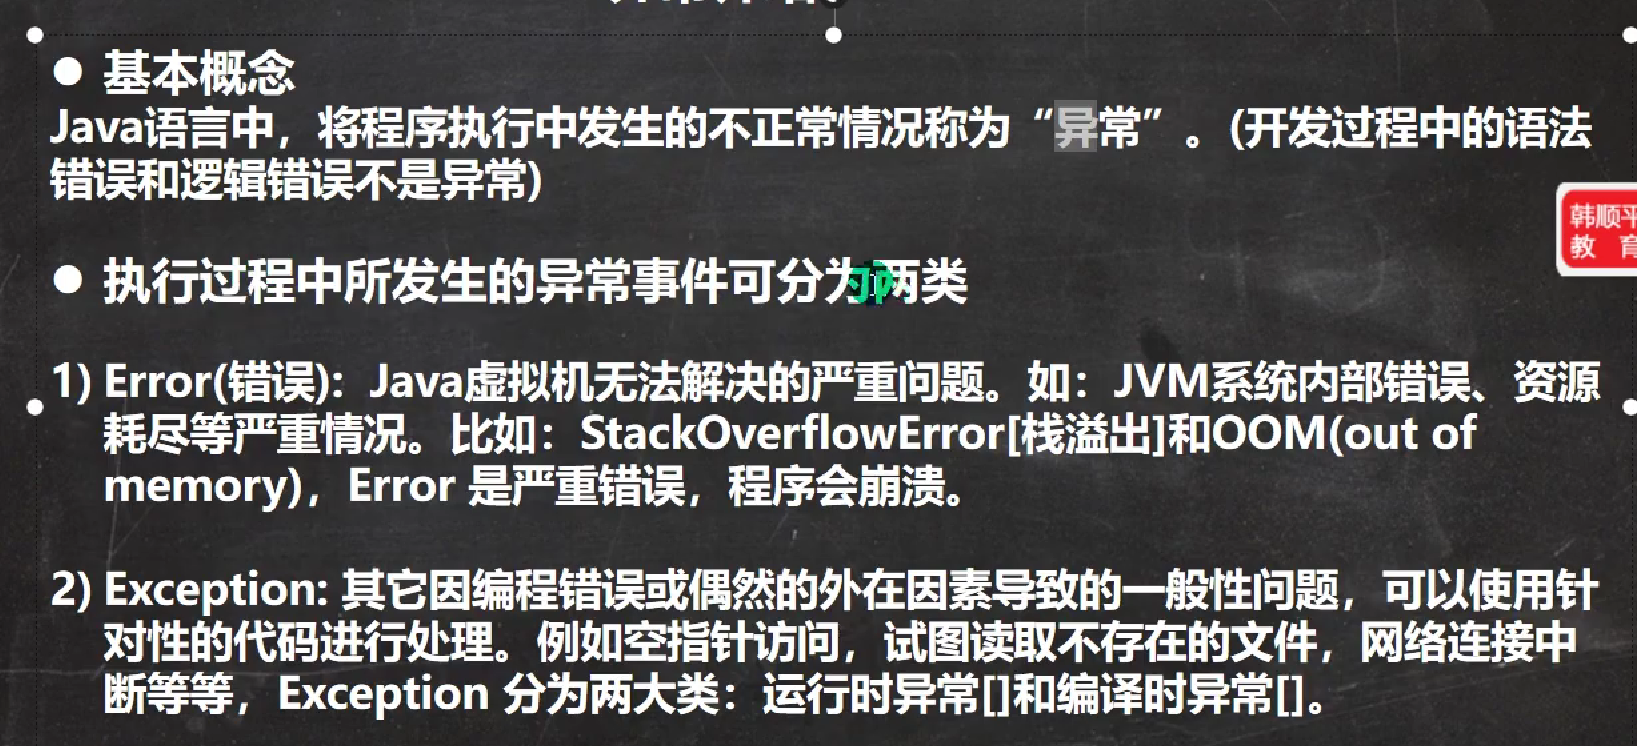 ● 基本概念
Java语言中，将程序执行中发生的不正常情况称为“异常”。(开发过程中的语法
错误和逻辑错误不是异常)
韩顺平
教 育
● 执行过程中所发生的异常事件可分为两类
1) Error(错误)：Java虚拟机无法解决的严重问题。如：JVM系统内部错误、资源
耗尽等严重情况。比如：StackOverflowError[栈溢出]和OOM(out of
memory)，Error 是严重错误，程序会崩溃。
2) Exception: 其它因编程错误或偶然的外在因素导致的一般性问题，可以使用针
对性的代码进行处理。例如空指针访问，试图读取不存在的文件，网络连接中
断等等，Exception 分为两大类：运行时异常[]和编译时异常[]。